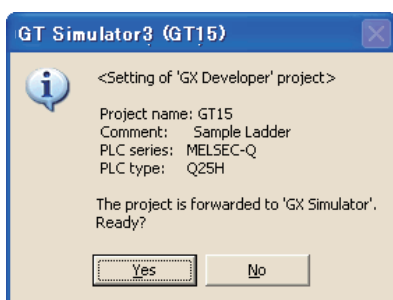 GT Simulator3 (GT15)
<Setting of 'GX Developer' project>
Project name: GT15
Comment: Sample Ladder
PLC series: MELSEC-Q
PLC type: Q25H
The project is forwarded to 'GX Simulator'.
Ready?
Yes No